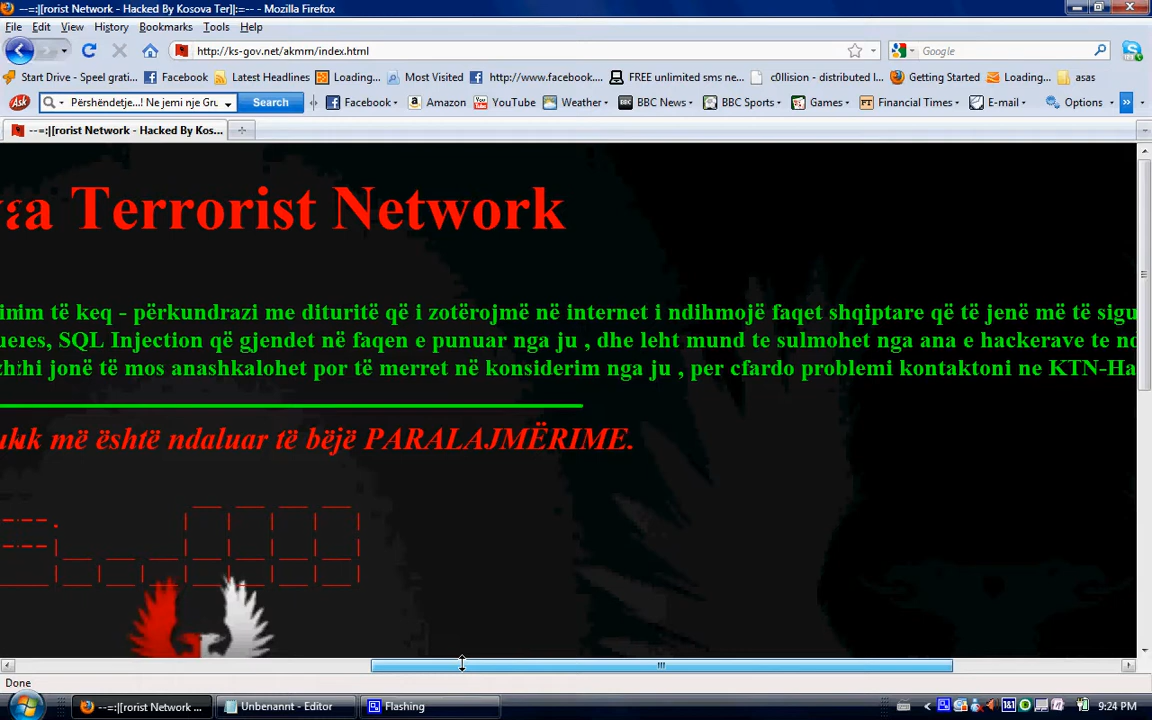 --=:|[rorist Network - Hacked By Kosova Ter]|:=-- - Mozilla Firefox
File Edit View History Bookmarks Tools Help
http://ks-gov.net/akmrn/index.html
Google
Start Drive - Speel grati... Facebook Latest Headlines Loading... Most Visited http://www.facebook.... FREE unlimited sms ne... c0llision - distributed l... Getting Started Loading... asas
Ask Përshëndetje...! Ne jemi nje Gru Search Facebook Amazon YouTube Weather BBC News BBC Sports Games Financial Times E-mail Options »
--=:|[rorist Network - Hacked By Kos...
a Terrorist Network
të keq - përkundrazi me dituritë që i zotërojmë në internet i ndihmojë faqet shqiptare që të jenë më të sigu
SQL Injection që gjendet në faqen e punuar nga ju , dhe leht mund te sulmohet nga ana e hackerave te
jonë të mos anashkalohet por të merret në konsiderim nga ju , per cfardo problemi kontaktoni ne KTN-Ha
më është ndaluar të bëjë PARALAJMËRIME.
Done
--=:|[rorist Network ... Unbenannt - Editor Flashing 9:24 PM